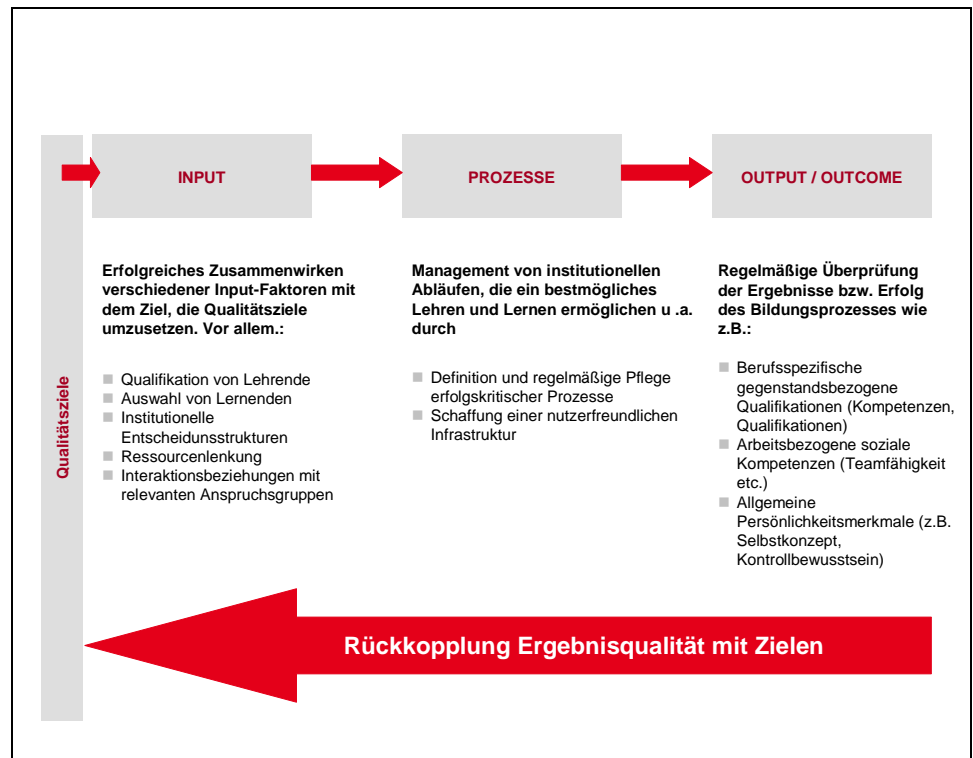 INPUT
PROZESSE
OUTPUT / OUTCOME
Qualitätsziele
Erfolgreiches Zusammenwirken
verschiedener Input-Faktoren mit
dem Ziel, die Qualitätsziele
umzusetzen. Vor allem.:
Qualifikation von Lehrende
Auswahl von Lernenden
Institutionelle
Entscheidunsstrukturen
Ressourcenlenkung
Interaktionsbeziehungen mit
relevanten Anspruchsgruppen
Management von institutionellen
Abläufen, die ein bestmögliches
Lehren und Lernen ermöglichen u .a.
durch
Definition und regelmäßige Pflege
erfolgskritischer Prozesse
Schaffung einer nutzerfreundlichen
Infrastruktur
Regelmäßige Überprüfung
der Ergebnisse bzw. Erfolg
des Bildungsprozesses wie
z.B.:
Berufsspezifische
gegenstandsbezogene
Qualifikationen (Kompetenzen,
Qualifikationen)
Arbeitsbezogene soziale
Kompetenzen (Teamfähigkeit
etc.)
Allgemeine
Persönlichkeitsmerkmale (z.B.
Selbstkonzept,
Kontrollbewusstsein)
Rückkopplung Ergebnisqualität mit Zielen